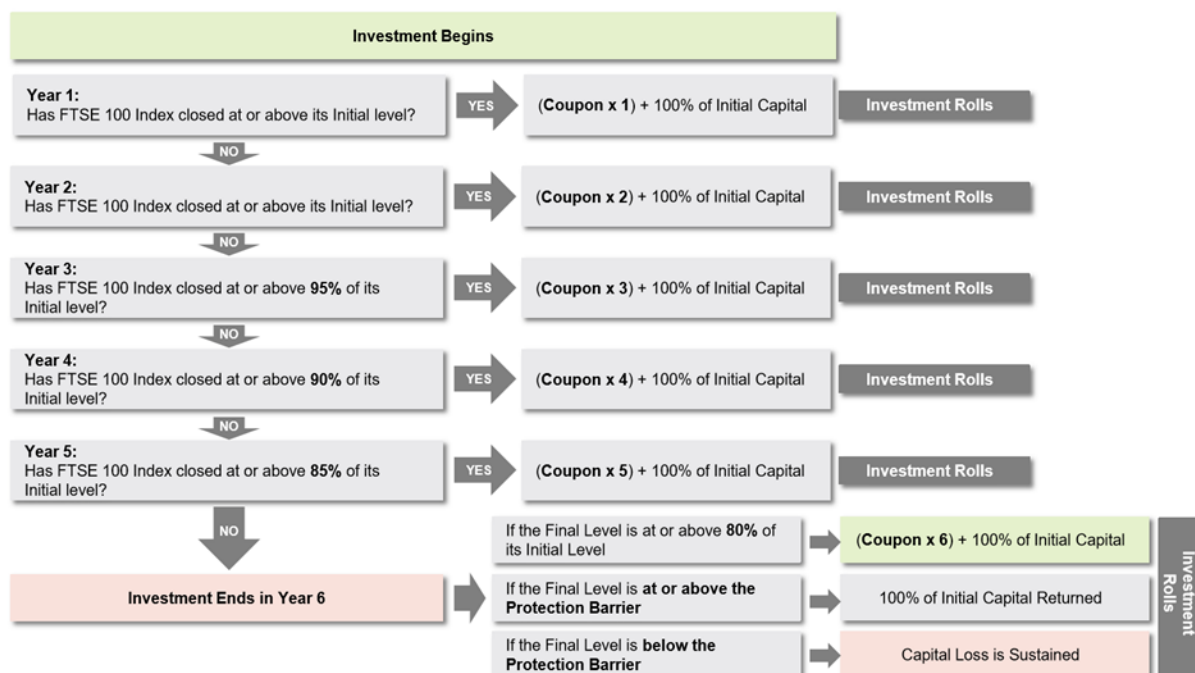 Investment Begins
Year 1:
Has FTSE 100 Index closed at or above its Initial level?
YES
(Coupon x 1) + 100% of Initial Capital
Investment Rolls
NO
Year 2:
Has FTSE 100 Index closed at or above its Initial level?
YES
(Coupon x 2) + 100% of Initial Capital
Investment Rolls
NO
Year 3:
Has FTSE 100 Index closed at or above 95% of its
Initial level?
YES
(Coupon x 3) + 100% of Initial Capital
Investment Rolls
NO
Year 4:
Has FTSE 100 Index closed at or above 90% of its
Initial level?
YES
(Coupon x 4) + 100% of Initial Capital
Investment Rolls
NO
Year 5:
Has FTSE 100 Index closed at or above 85% of its
Initial level?
YES
(Coupon x 5) + 100% of Initial Capital
Investment Rolls
NO
Investment Ends in Year 6
If the Final Level is at or above 80% of
its Initial Level
(Coupon x 6) + 100% of Initial Capital
If the Final Level is at or above the
Protection Barrier
100% of Initial Capital Returned
If the Final Level is below the
Protection Barrier
Capital Loss is Sustained
Investment
Rolls